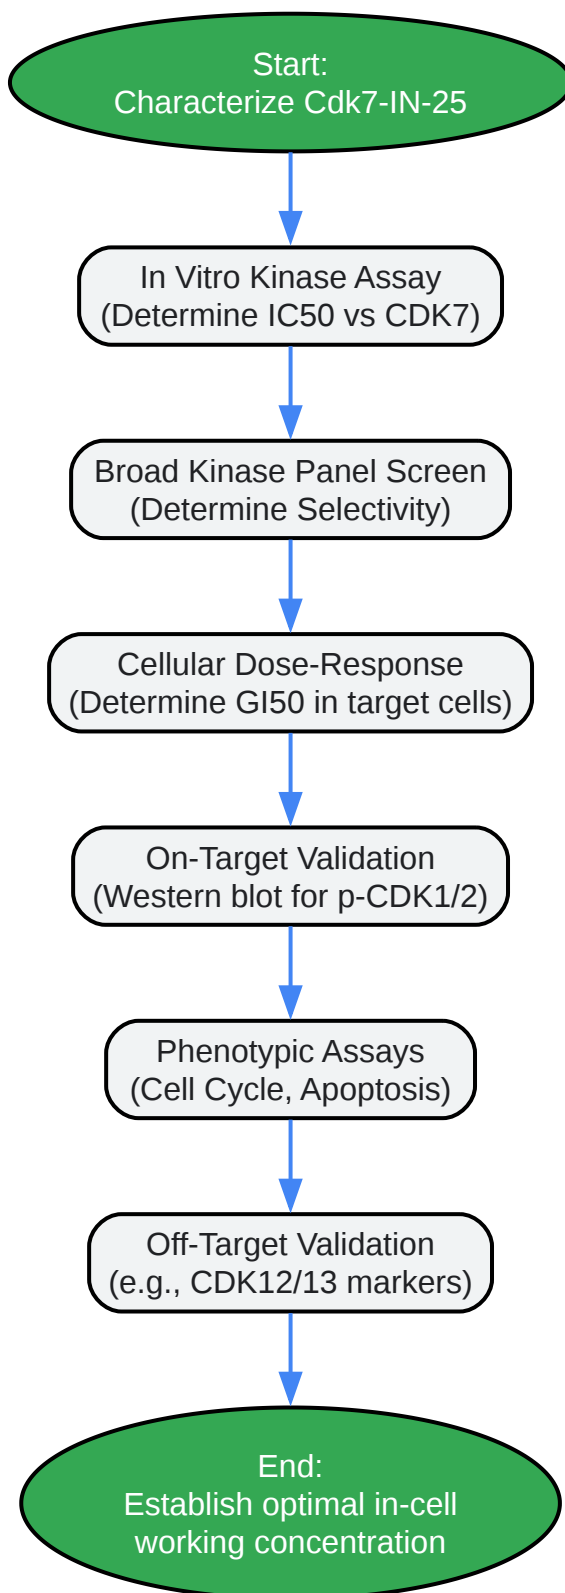 Start:
Characterize Cdk7-IN-25
In Vitro Kinase Assay
(Determine IC50 vs CDK7)
Broad Kinase Panel Screen
(Determine Selectivity)
Cellular Dose-Response
(Determine GI50 in target cells)
On-Target Validation
(Western blot for p-CDK1/2)
Phenotypic Assays
(Cell Cycle, Apoptosis)
Off-Target Validation
(e.g., CDK12/13 markers)
End:
Establish optimal in-cell
working concentration